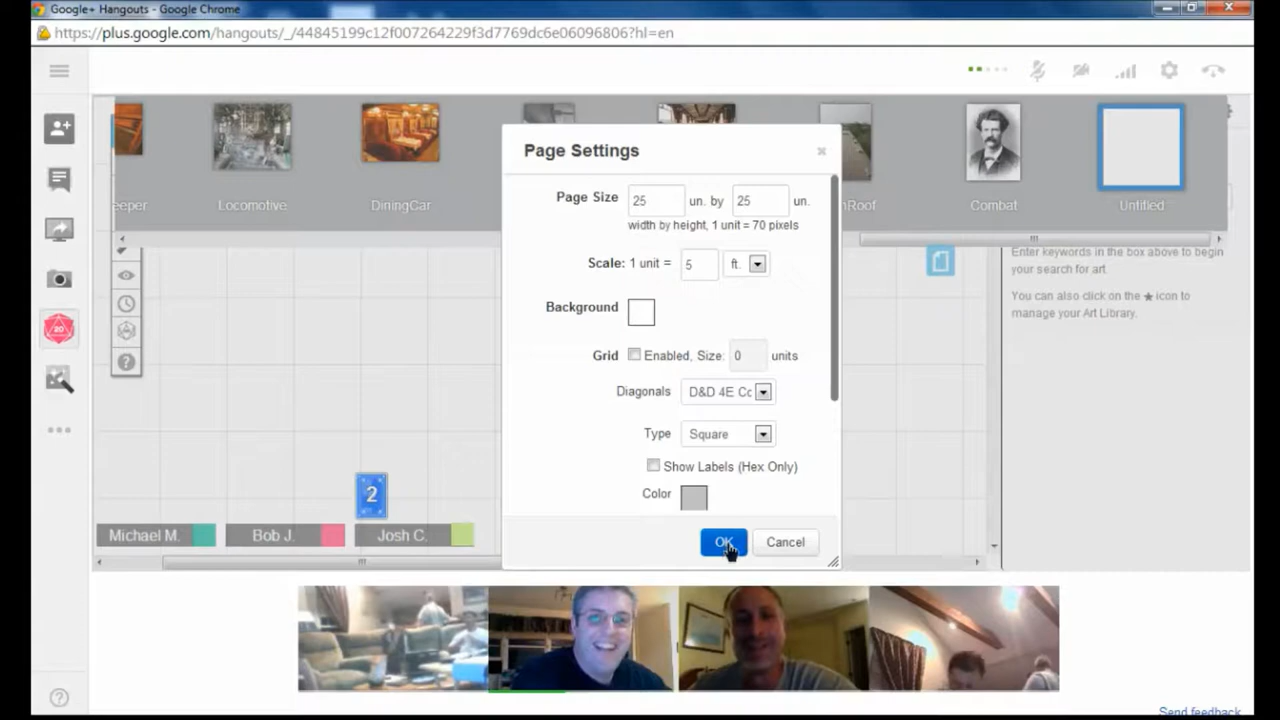 Google+ Hangouts - Google Chrome
https://plus.google.com/hangouts/_/44845199c12f007264229f3d7769dc6e06096806?hl=en
eeper
Locomotive
DiningCar
nRoof
Combat
Untitled
Page Settings
Page Size 25 un. by 25 un.
width by height, 1 unit = 70 pixels
Scale: 1 unit = 5 ft.
Background
Grid Enabled, Size: 0 units
Diagonals D&D 4E Co
Type Square
Show Labels (Hex Only)
Color
OK Cancel
Enter keywords in the box above to begin
your search for art.
You can also click on the ★ icon to
manage your Art Library.
20
2
Michael M. Bob J. Josh C.
Send feedback